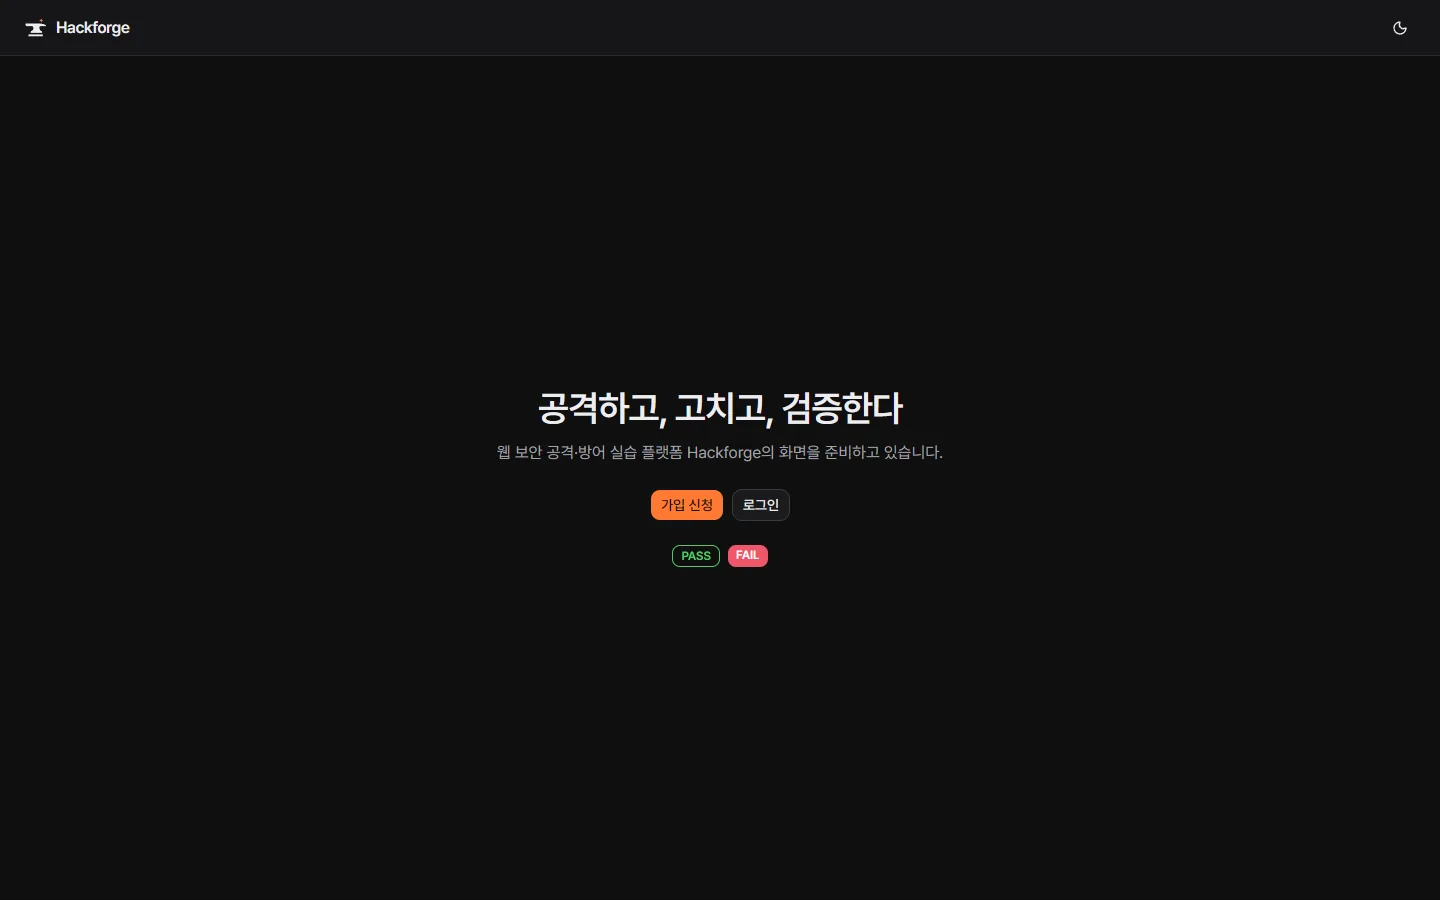 Hackforge
공격하고, 고치고, 검증한다
웹 보안 공격·방어 실습 플랫폼 Hackforge의 화면을 준비하고 있습니다.
가입 신청 로그인
PASS FAIL